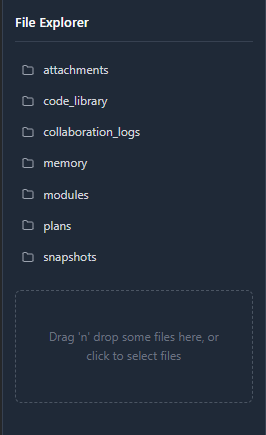 File Explorer
attachments
code_library
collaboration_logs
memory
modules
plans
snapshots
Drag 'n' drop some files here, or
click to select files